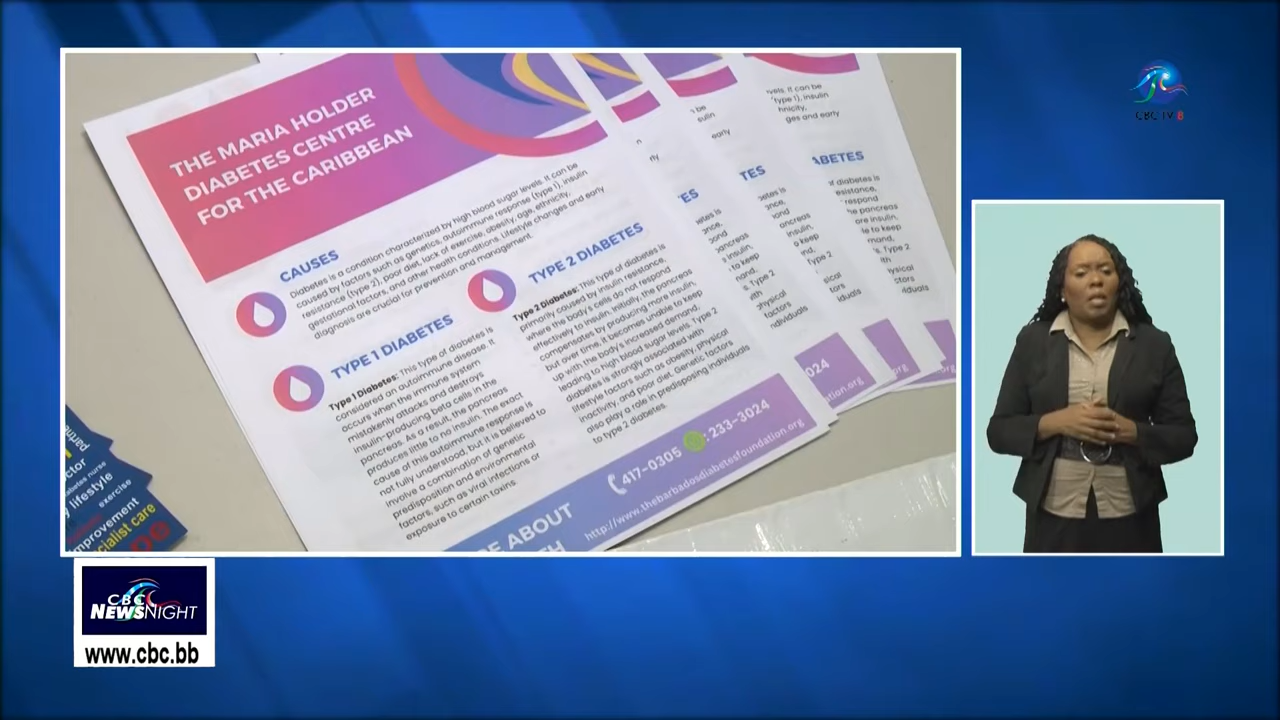 THE MARIA HOLDER
DIABETES CENTRE
FOR THE CARIBBEAN
CAUSES
Diabetes is a condition characterized by high blood sugar levels. It can be
caused by factors such as genetics, autoimmune response (type 1), insulin
resistance (type 2), poor diet, lack of exercise, obesity, age, ethnicity,
gestational factors, and other health conditions. Lifestyle changes and early
diagnosis are crucial for prevention and management.
TYPE 1 DIABETES
Type 1 Diabetes: This type of diabetes is
considered an autoimmune disease. It
occurs when the immune system
mistakenly attacks and destroys
insulin-producing beta cells in the
pancreas. As a result, the pancreas
produces little to no insulin. The exact
cause of this autoimmune response is
not fully understood, but it is believed to
involve a combination of genetic
predisposition and environmental
factors, such as viral infections or
exposure to certain toxins.
TYPE 2 DIABETES
Type 2 Diabetes: This type of diabetes is
primarily caused by insulin resistance,
where the body's cells do not respond
effectively to insulin. Initially, the pancreas
compensates by producing more insulin,
but over time, it becomes unable to keep
up with the body's increased demand,
leading to high blood sugar levels. Type 2
diabetes is strongly associated with
lifestyle factors such as obesity, physical
inactivity, and poor diet. Genetic factors
also play a role in predisposing individuals
to type 2 diabetes.
417-0305 : 233-3024
http://www.thebarbadosdiabetesfoundation.org
ABOUT
lifestyle
exercise
improvement
care
CBC TV 8
CBC
NEWSNIGHT
www.cbc.bb